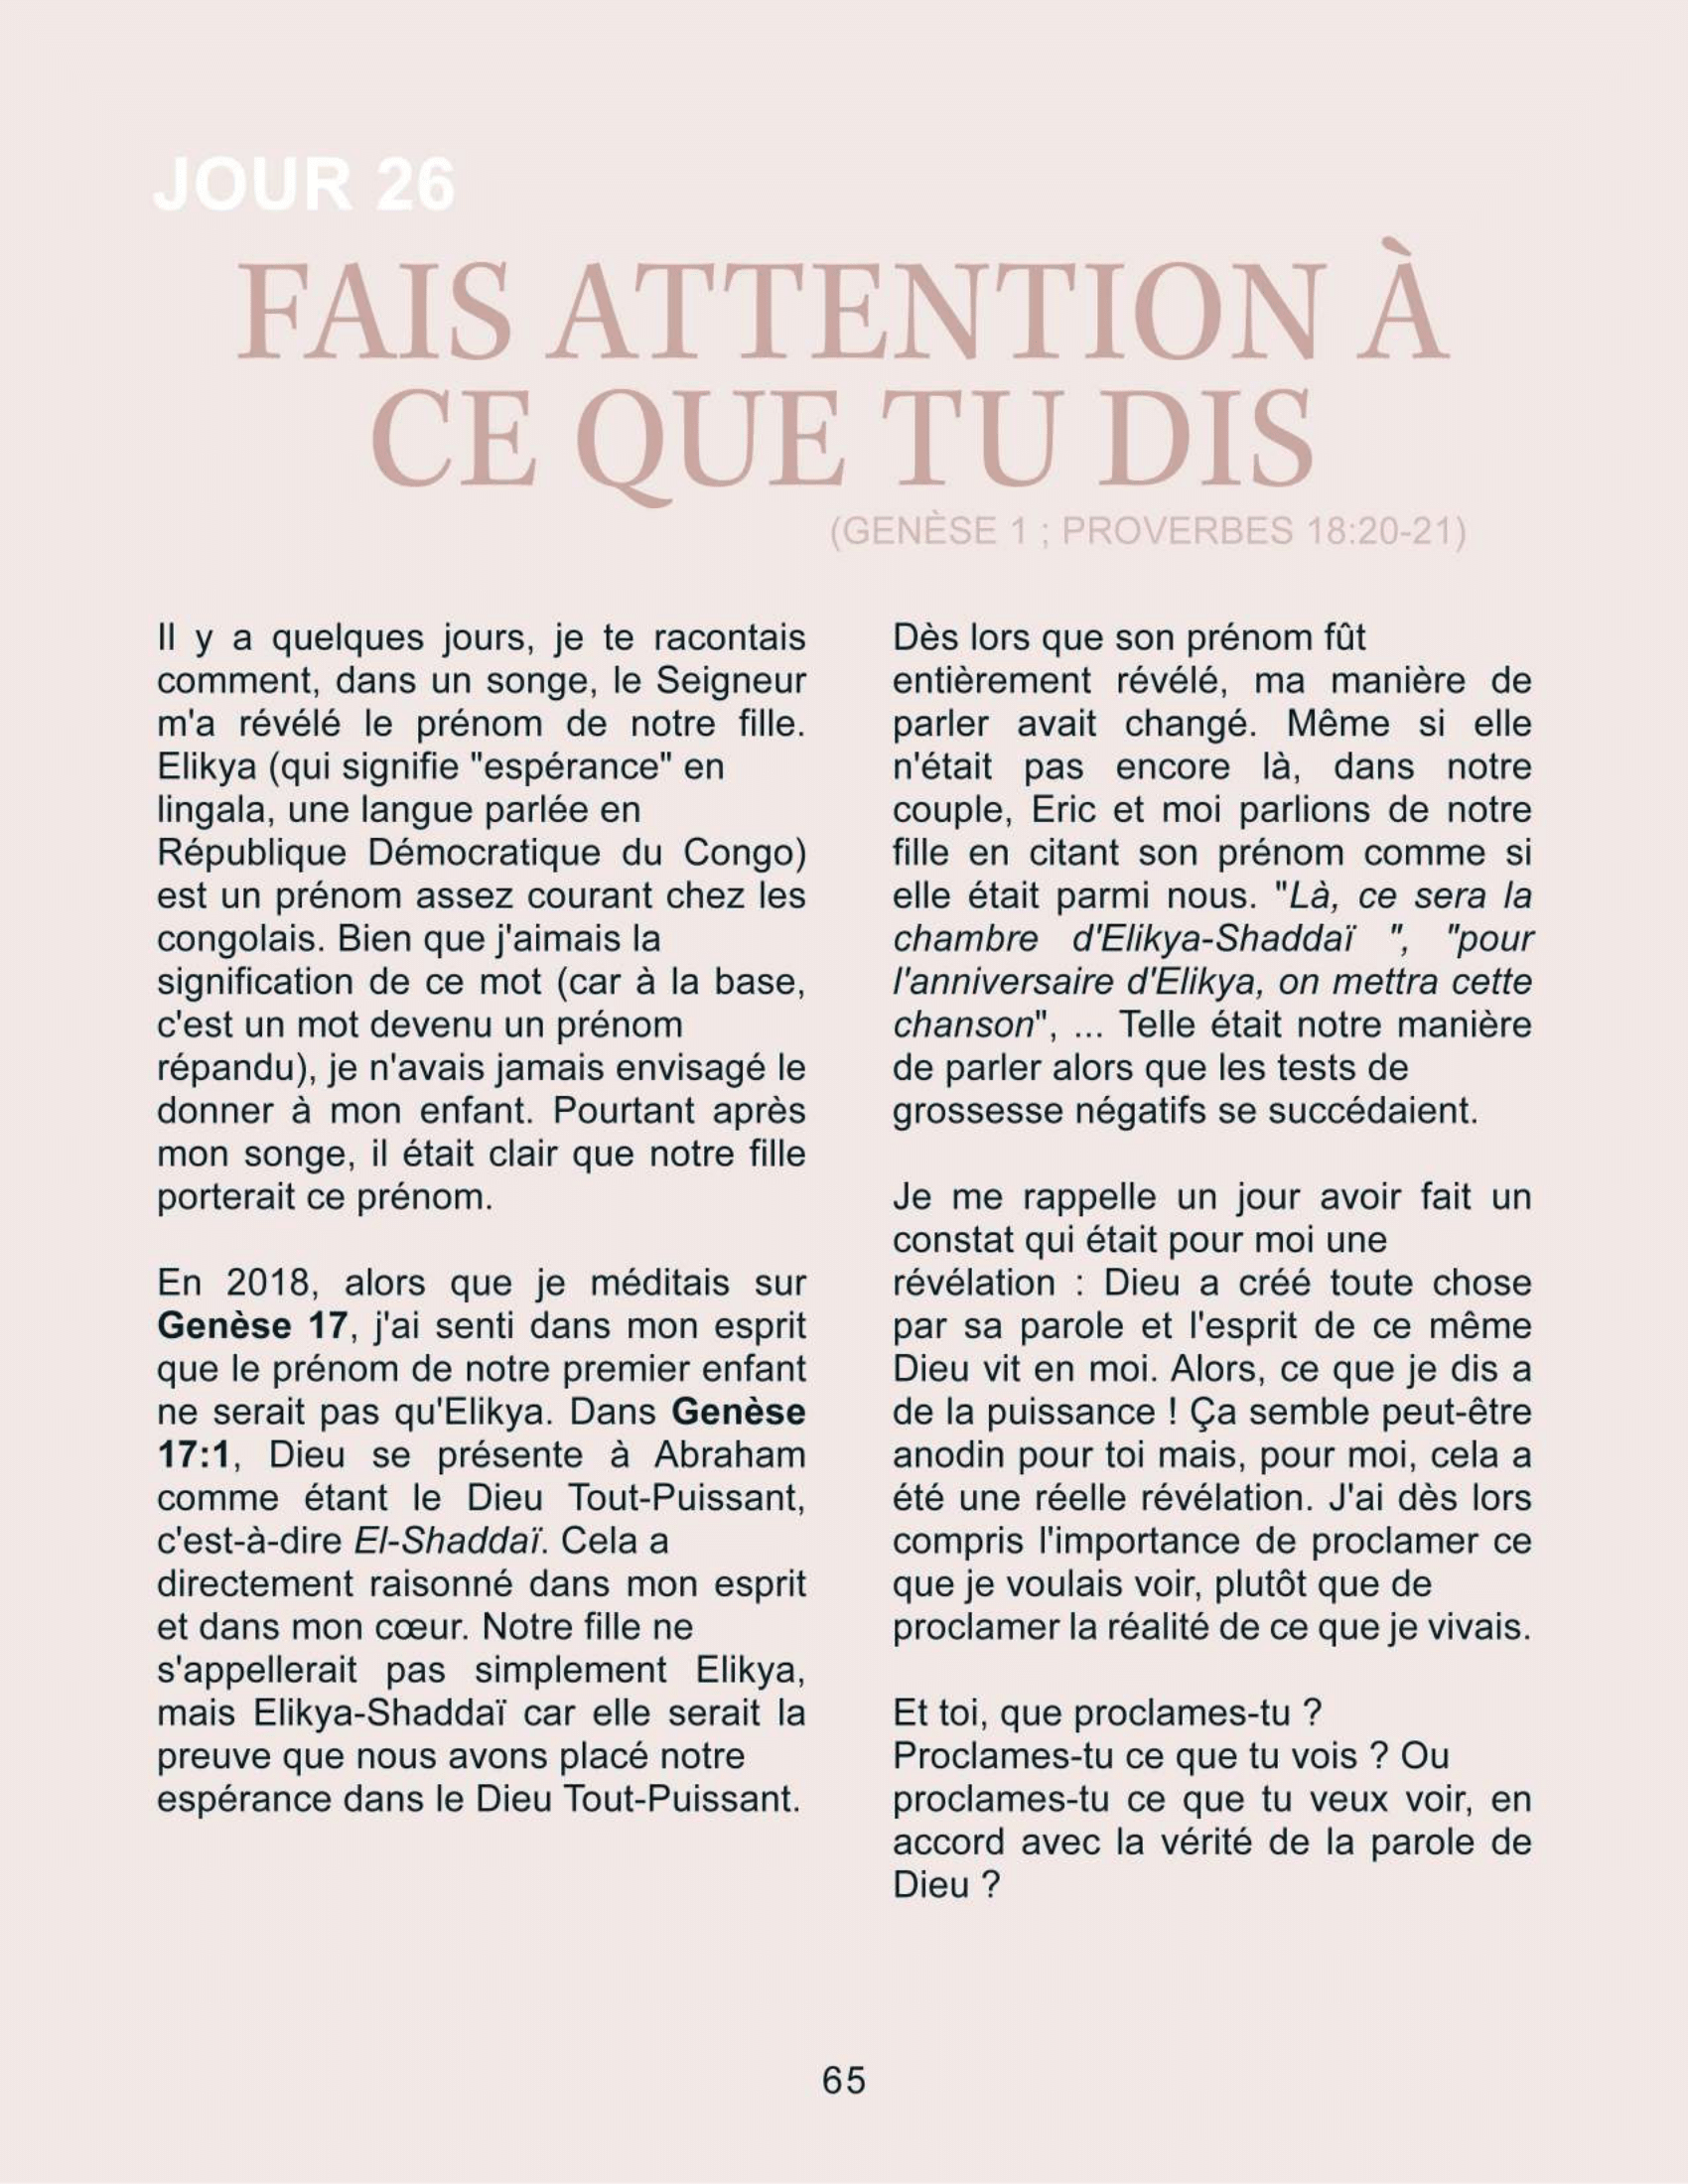 JOUR 26
FAIS ATTENTION À
CE QUE TU DIS
(GENÈSE 1 ; PROVERBES 18:20-21)
Il y a quelques jours, je te racontais
comment, dans un songe, le Seigneur
m'a révélé le prénom de notre fille.
Elikya (qui signifie "espérance" en
lingala, une langue parlée en
République Démocratique du Congo)
est un prénom assez courant chez les
congolais. Bien que j'aimais la
signification de ce mot (car à la base,
c'est un mot devenu un prénom
répandu), je n'avais jamais envisagé le
donner à mon enfant. Pourtant après
mon songe, il était clair que notre fille
porterait ce prénom.
En 2018, alors que je méditais sur
Genèse 17, j'ai senti dans mon esprit
que le prénom de notre premier enfant
ne serait pas qu'Elikya. Dans Genèse
17:1, Dieu se présente à Abraham
comme étant le Dieu Tout-Puissant,
c'est-à-dire El-Shaddaï. Cela a
directement raisonné dans mon esprit
et dans mon cœur. Notre fille ne
s'appellerait pas simplement Elikya,
mais Elikya-Shaddaï car elle serait la
preuve que nous avons placé notre
espérance dans le Dieu Tout-Puissant.
Dès lors que son prénom fût
entièrement révélé, ma manière de
parler avait changé. Même si elle
n'était pas encore là, dans notre
couple, Eric et moi parlions de notre
fille en citant son prénom comme si
elle était parmi nous. "Là, ce sera la
chambre d'Elikya-Shaddaï ", "pour
l'anniversaire d'Elikya, on mettra cette
chanson", ... Telle était notre manière
de parler alors que les tests de
grossesse négatifs se succédaient.
Je me rappelle un jour avoir fait un
constat qui était pour moi une
révélation : Dieu a créé toute chose
par sa parole et l'esprit de ce même
Dieu vit en moi. Alors, ce que je dis a
de la puissance ! Ça semble peut-être
anodin pour toi mais, pour moi, cela a
été une réelle révélation. J'ai dès lors
compris l'importance de proclamer ce
que je voulais voir, plutôt que de
proclamer la réalité de ce que je vivais.
Et toi, que proclames-tu ?
Proclames-tu ce que tu vois ? Ou
proclames-tu ce que tu veux voir, en
accord avec la vérité de la parole de
Dieu ?
65